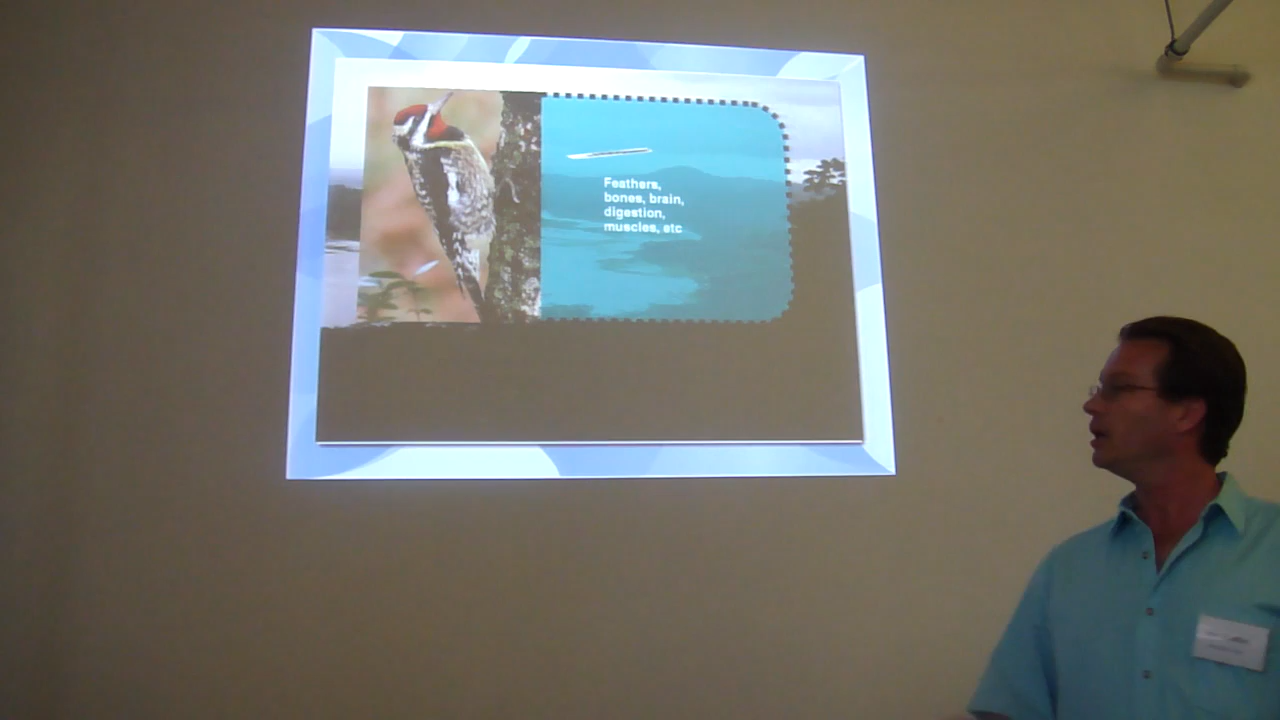 Feathers,
bones, brain,
digestion,
muscles, etc